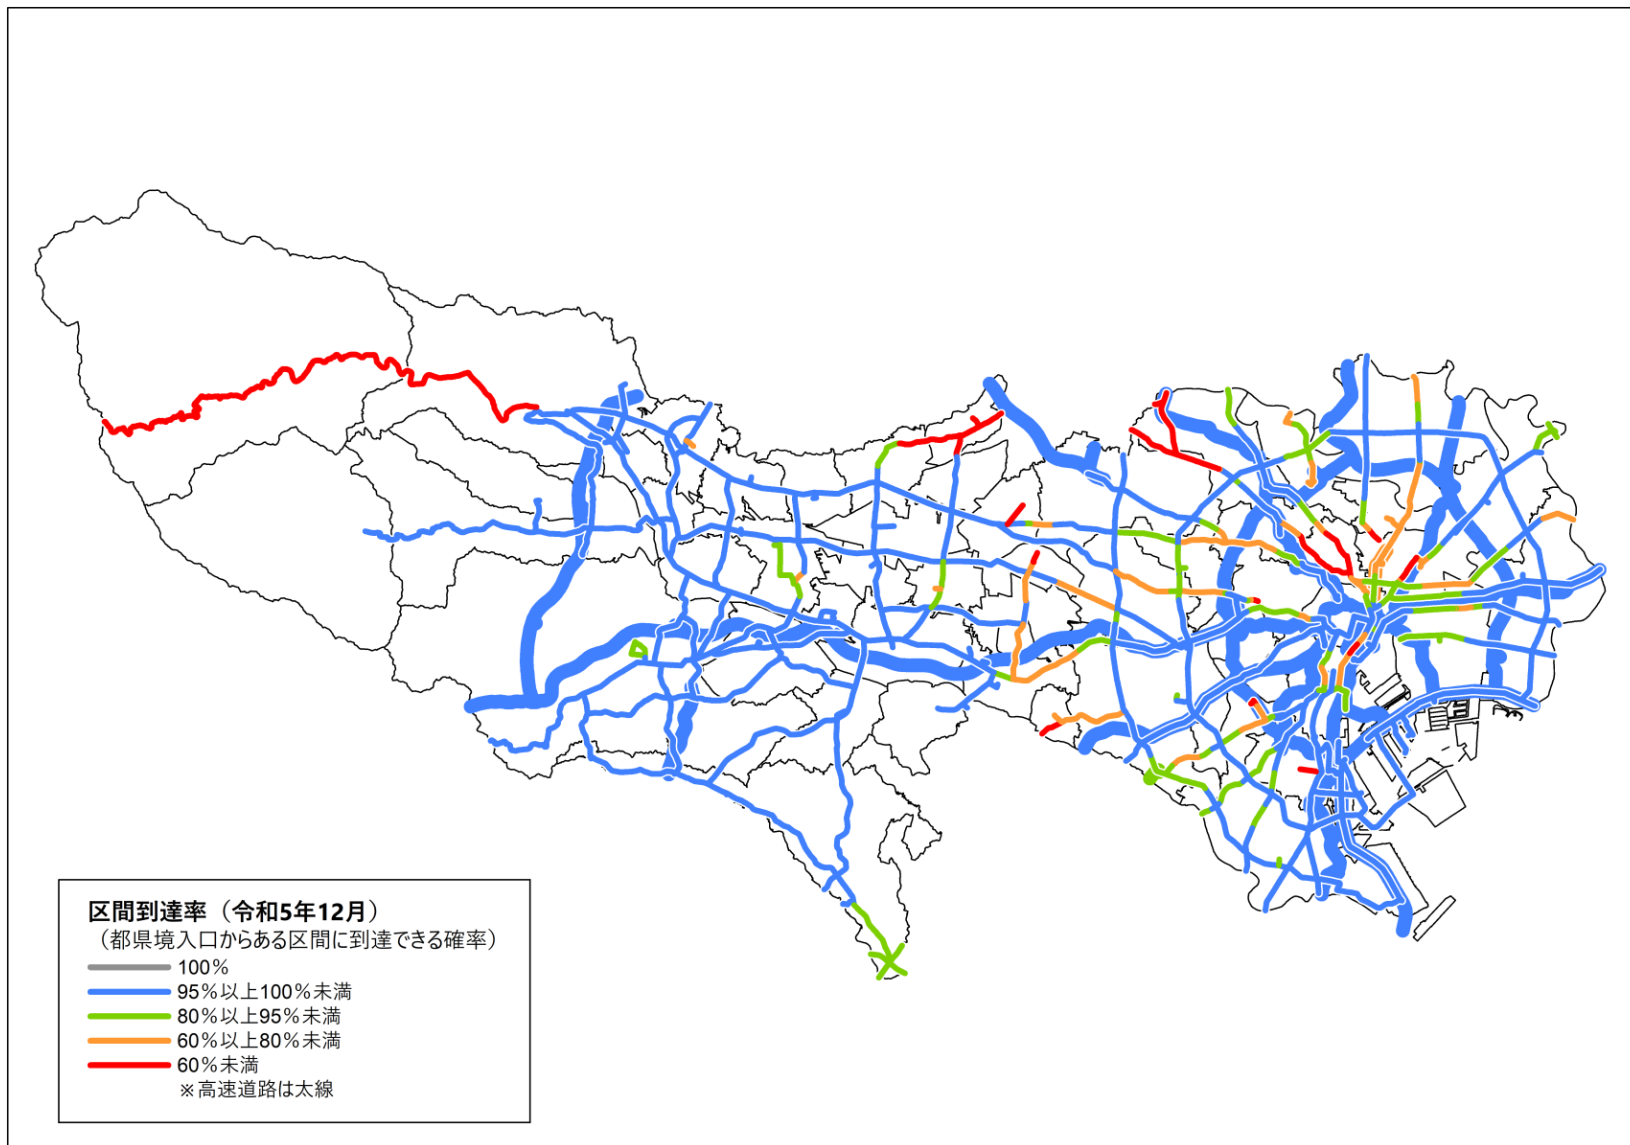 区間到達率（令和5年12月）
（都県境入口からある区間に到達できる確率）
100％
95％以上100％未満
80％以上95％未満
60％以上80％未満
60％未満
※高速道路は太線